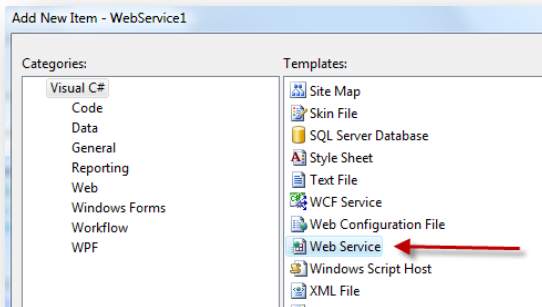 Add New Item - WebService1
Categories:
Visual C#
Code
Data
General
Reporting
Web
Windows Forms
Workflow
WPF
Templates:
Site Map
Skin File
SQL Server Database
Style Sheet
Text File
WCF Service
Web Configuration File
Web Service
Windows Script Host
XML File